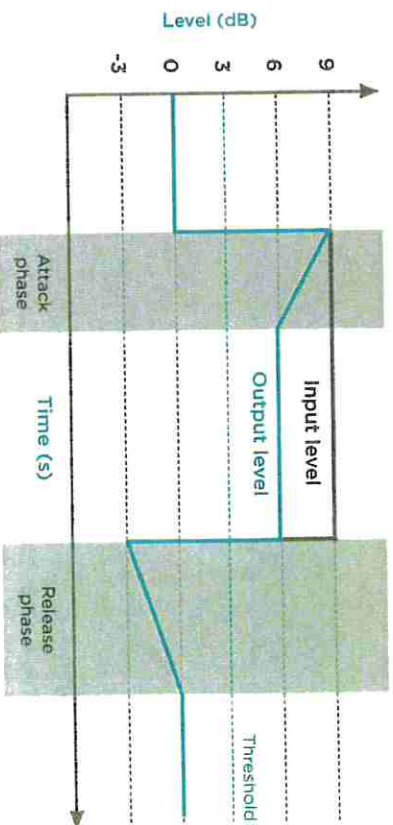 Level (dB)
9
6
3
0
-3
Input level
Output level
Threshold
Attack
phase
Time (s)
Release
phase